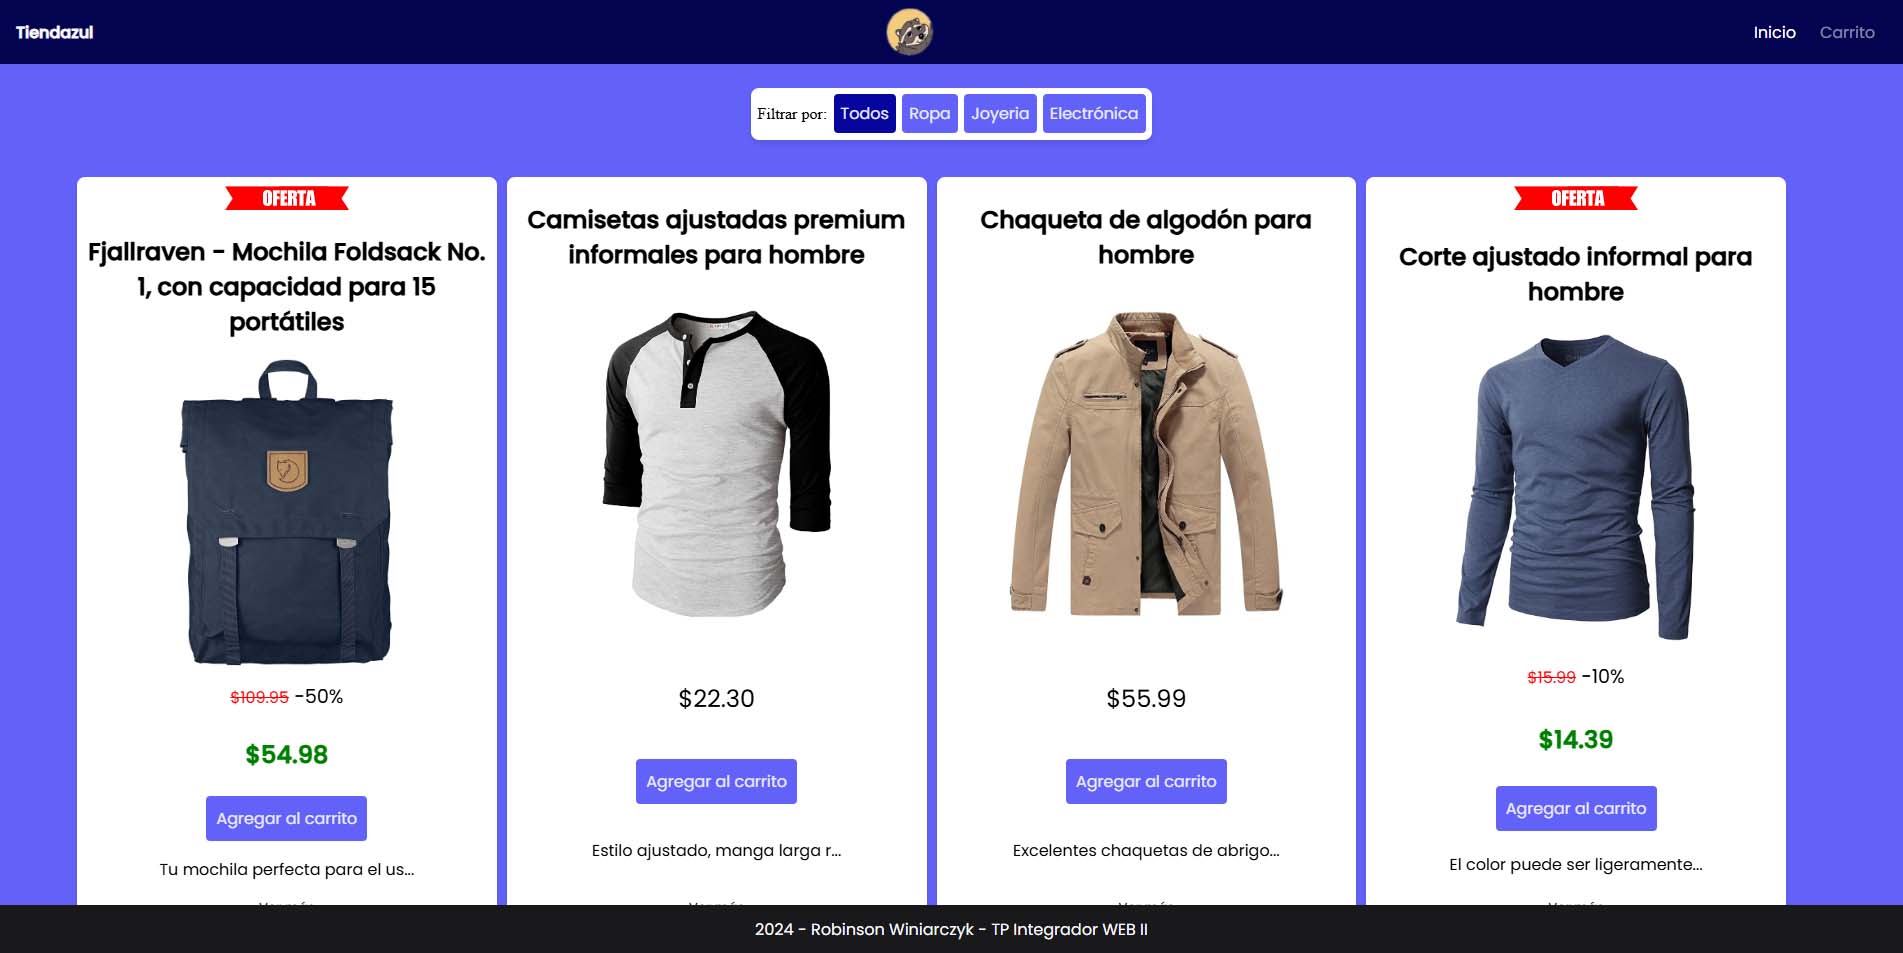 Tiendazul
Inicio
Carrito
Filtrar por:
Todos
Ropa
Joyeria
Electrónica
OFERTA
Fjallraven - Mochila Foldsack No.
1, con capacidad para 15
portátiles
$109.95 -50%
$54.98
Agregar al carrito
Tu mochila perfecta para el us...
Camisetas ajustadas premium
informales para hombre
$22.30
Agregar al carrito
Estilo ajustado, manga larga r...
Chaqueta de algodón para
hombre
$55.99
Agregar al carrito
Excelentes chaquetas de abrigo...
OFERTA
Corte ajustado informal para
hombre
$15.99 -10%
$14.39
Agregar al carrito
El color puede ser ligeramente...
2024 - Robinson Winiarczyk - TP Integrador WEB II